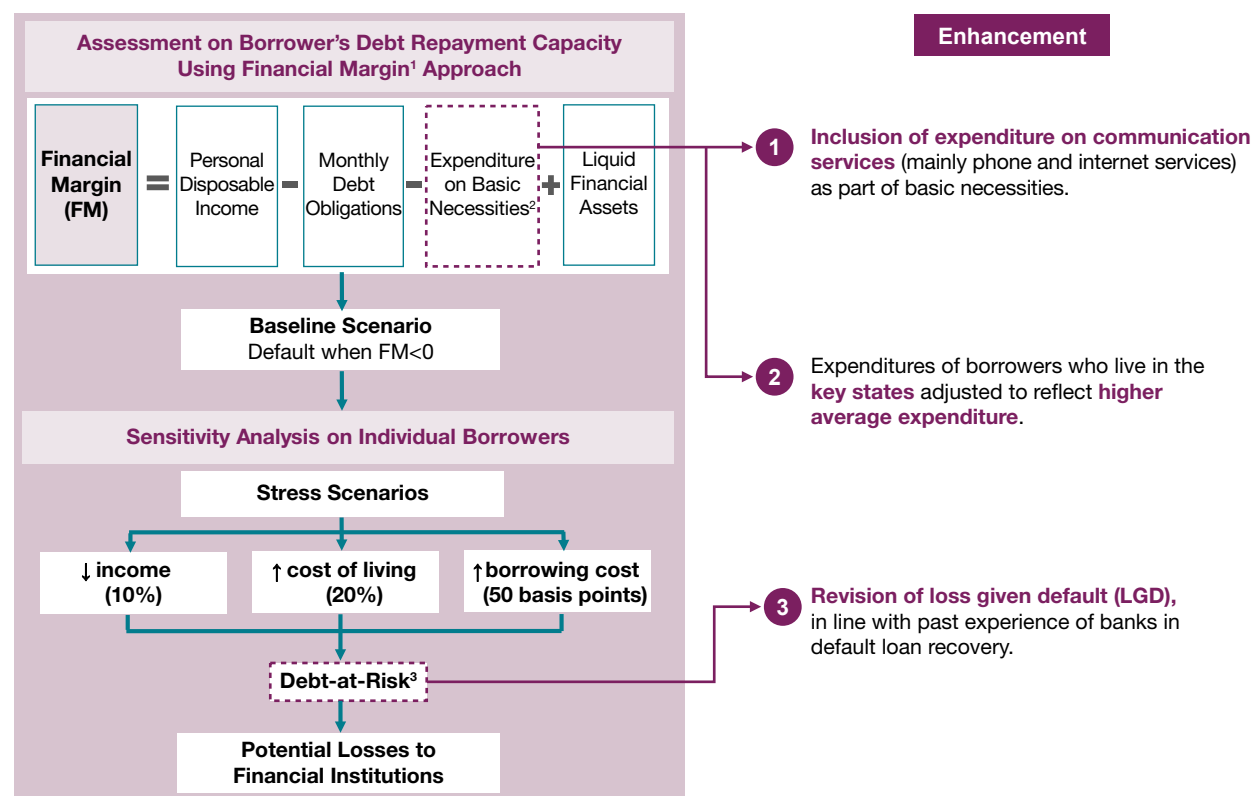 Assessment on Borrower's Debt Repayment Capacity
Using Financial Margin¹ Approach
Enhancement
Financial
Margin
(FM)
=
Personal
Disposable
Income
-
Monthly
Debt
Obligations
-
Expenditure
on Basic
Necessities²
+
Liquid
Financial
Assets
1
Inclusion of expenditure on communication
services (mainly phone and internet services)
as part of basic necessities.
Baseline Scenario
Default when FM<0
2
Expenditures of borrowers who live in the
key states adjusted to reflect higher
average expenditure.
Sensitivity Analysis on Individual Borrowers
Stress Scenarios
↓ income
(10%)
↑ cost of living
(20%)
↑ borrowing cost
(50 basis points)
3
Revision of loss given default (LGD),
in line with past experience of banks in
default loan recovery.
Debt-at-Risk³
Potential Losses to
Financial Institutions